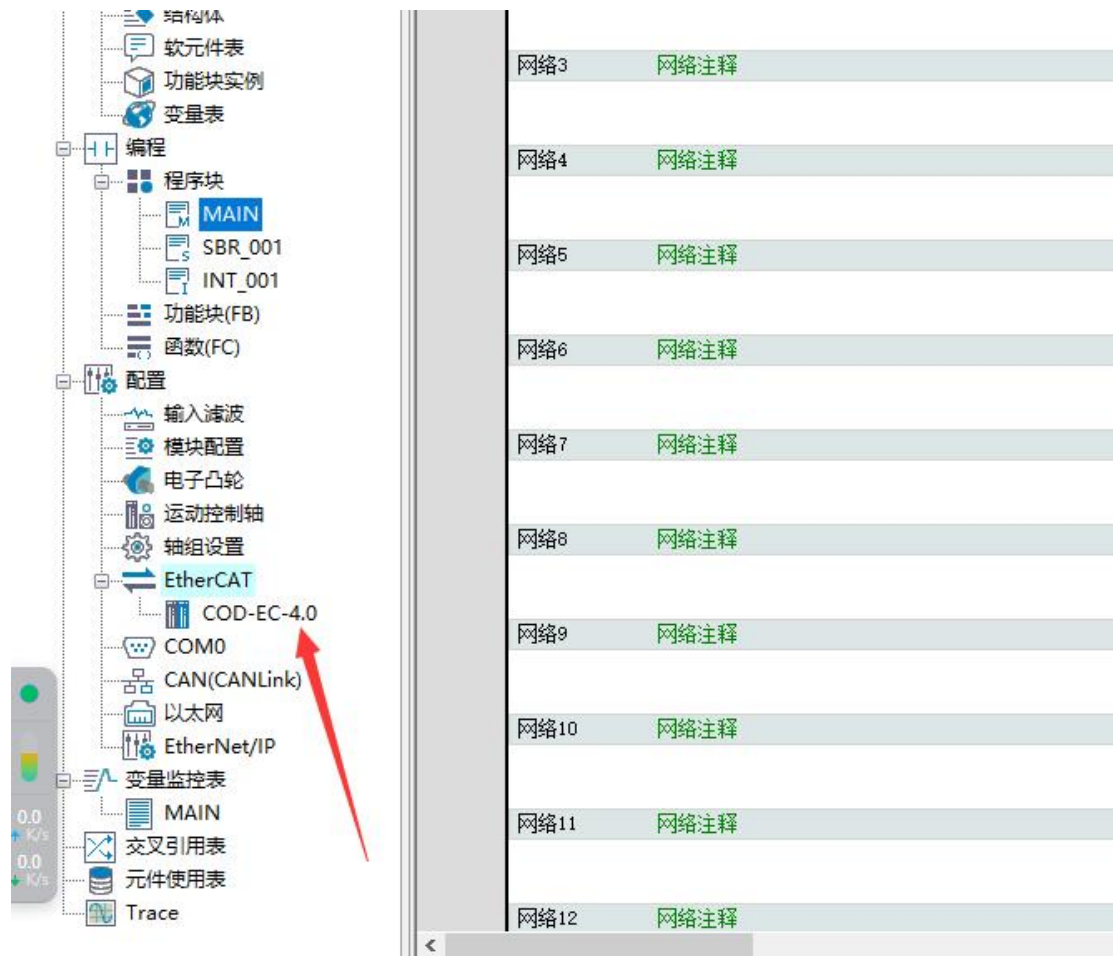 结构体
软元件表
功能块实例
变量表
编程
程序块
MAIN
SBR_001
INT_001
功能块(FB)
函数(FC)
配置
输入滤波
模块配置
电子凸轮
运动控制轴
轴组设置
EtherCAT
COD-EC-4.0
COM0
CAN(CANLink)
以太网
EtherNet/IP
变量监控表
MAIN
交叉引用表
元件使用表
Trace
0.0
K/s
0.0
K/s
网络3 网络注释
网络4 网络注释
网络5 网络注释
网络6 网络注释
网络7 网络注释
网络8 网络注释
网络9 网络注释
网络10 网络注释
网络11 网络注释
网络12 网络注释